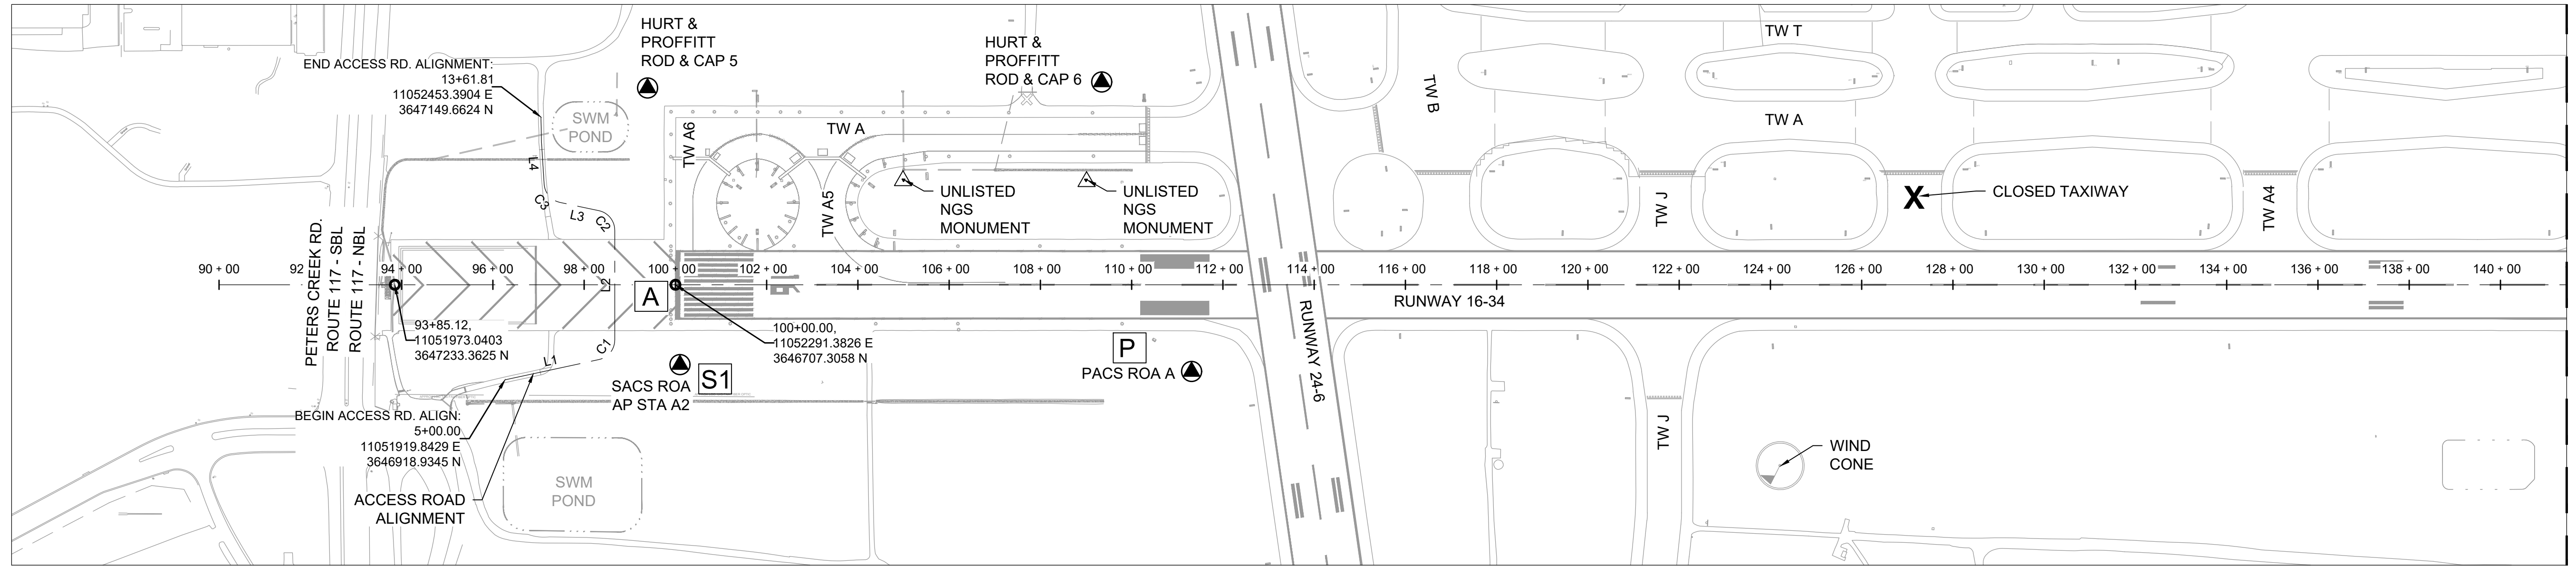 HURT &
PROFFITT
ROD & CAP 5
HURT &
PROFFITT
ROD & CAP 6
TW T
END ACCESS RD. ALIGNMENT:
13+61.81
11052453.3904 E
3647149.6624 N
SWM
POND
TW B
TW A6
TW A
TW A
L4
C3
L3
C2
TW A5
UNLISTED
NGS
MONUMENT
UNLISTED
NGS
MONUMENT
TW J
X
CLOSED TAXIWAY
TW A4
PETERS CREEK RD.
ROUTE 1117 - SBL
ROUTE 1117 - NBL
90 + 00
92
94 + 00
96 + 00
98 + 00
100 + 00
102 + 00
104 + 00
106 + 00
108 + 00
110 + 00
112 + 00
114 + 00
116 + 00
118 + 00
120 + 00
122 + 00
124 + 00
126 + 00
128 + 00
130 + 00
132 + 00
134 + 00
136 + 00
138 + 00
140 + 00
L2
A
RUNWAY 16-34
RUNWAY 24-6
93+85.12,
11051973.0403
3647233.3625 N
100+00.00,
11052291.3826 E
3646707.3058 N
C1
L1
P
PACS ROA A
SACS ROA
AP STA A2
S1
BEGIN ACCESS RD. ALIGN:
5+00.00
11051919.8429 E
3646918.9345 N
TW J
WIND
CONE
SWM
POND
ACCESS ROAD
ALIGNMENT